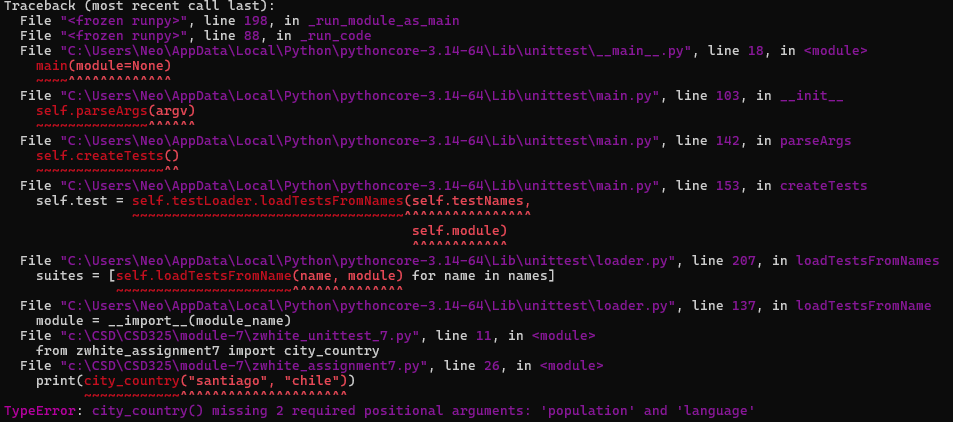 Traceback (most recent call last):
  File "<frozen runpy>", line 198, in _run_module_as_main
  File "<frozen runpy>", line 88, in _run_code
  File "C:\Users\Neo\AppData\Local\Python\pythoncore-3.14-64\Lib\unittest\__main__.py", line 18, in <module>
    main(module=None)
    ~~~~^^^^^^^^^^^^^
  File "C:\Users\Neo\AppData\Local\Python\pythoncore-3.14-64\Lib\unittest\main.py", line 103, in __init__
    self.parseArgs(argv)
    ~~~~~~~~~~~~~~^^^^^^
  File "C:\Users\Neo\AppData\Local\Python\pythoncore-3.14-64\Lib\unittest\main.py", line 142, in parseArgs
    self.createTests()
    ~~~~~~~~~~~~~~~~^^
  File "C:\Users\Neo\AppData\Local\Python\pythoncore-3.14-64\Lib\unittest\main.py", line 153, in createTests
    self.test = self.testLoader.loadTestsFromNames(self.testNames,
                ~~~~~~~~~~~~~~~~~~~~~~~~~~~~~~~~~~^^^^^^^^^^^^^^^^
                                                   self.module)
                                                   ^^^^^^^^^^^^
  File "C:\Users\Neo\AppData\Local\Python\pythoncore-3.14-64\Lib\unittest\loader.py", line 207, in loadTestsFromNames
    suites = [self.loadTestsFromName(name, module) for name in names]
              ~~~~~~~~~~~~~~~~~~~~~~^^^^^^^^^^^^^^
  File "C:\Users\Neo\AppData\Local\Python\pythoncore-3.14-64\Lib\unittest\loader.py", line 137, in loadTestsFromName
    module = __import__(module_name)
  File "c:\CSD\CSD325\module-7\zwhite_unittest_7.py", line 11, in <module>
    from zwhite_assignment7 import city_country
  File "c:\CSD\CSD325\module-7\zwhite_assignment7.py", line 26, in <module>
    print(city_country("santiago", "chile"))
          ~~~~~~~~~~~~^^^^^^^^^^^^^^^^^^^^^
TypeError: city_country() missing 2 required positional arguments: 'population' and 'language'